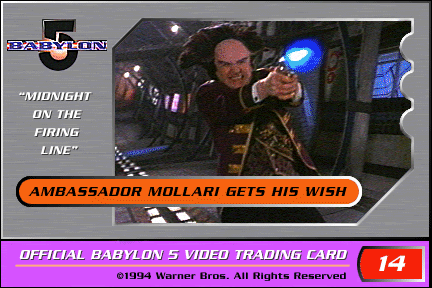 5
BABYLON
"MIDNIGHT
ON THE
FIRING
LINE"
AMBASSADOR MOLLARI GETS HIS WISH
OFFICIAL BABYLON 5 VIDEO TRADING CARD
14
©1994 Warner Bros. All Rights Reserved